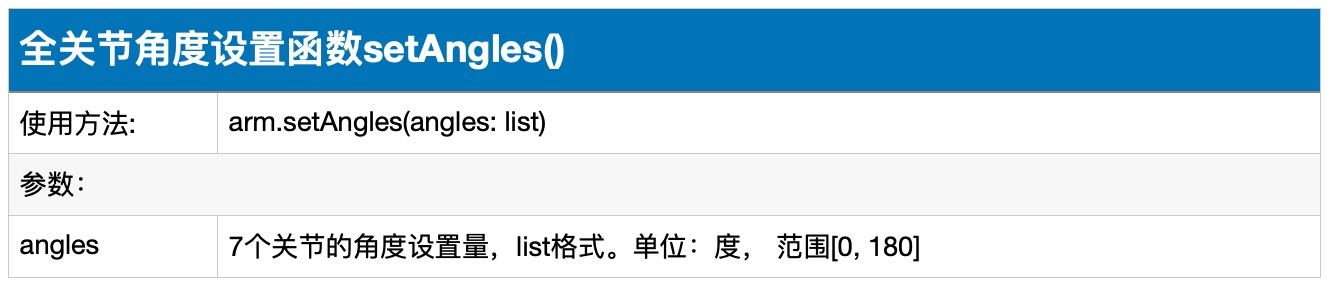 全关节角度设置函数setAngles()
使用方法: arm.setAngles(angles: list)
参数：
angles 7个关节的角度设置量，list格式。单位：度， 范围[0, 180]